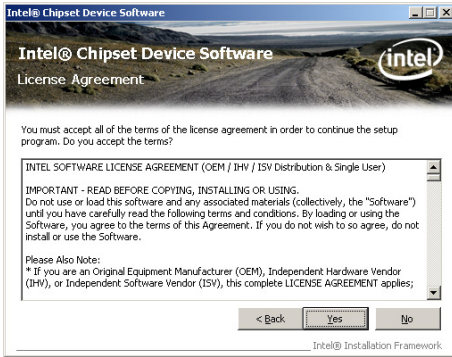 Intel® Chipset Device Software
Intel® Chipset Device Software
intel
License Agreement
You must accept all of the terms of the license agreement in order to continue the setup
program. Do you accept the terms?
INTEL SOFTWARE LICENSE AGREEMENT (OEM / IHV / ISV Distribution & Single User)
IMPORTANT - READ BEFORE COPYING, INSTALLING OR USING.
Do not use or load this software and any associated materials (collectively, the "Software")
until you have carefully read the following terms and conditions. By loading or using the
Software, you agree to the terms of this Agreement. If you do not wish to so agree, do not
install or use the Software.
Please Also Note:
* If you are an Original Equipment Manufacturer (OEM), Independent Hardware Vendor
(IHV), or Independent Software Vendor (ISV), this complete LICENSE AGREEMENT applies;
< Back Yes No
Intel® Installation Framework